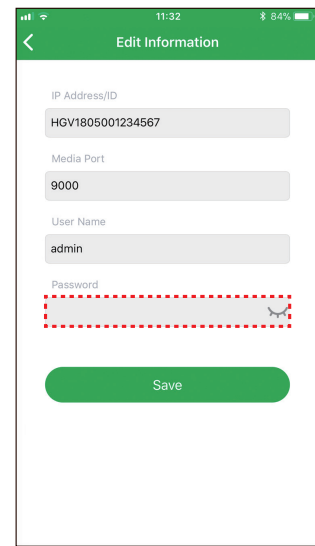 11:32
84%
Edit Information
IP Address/ID
HGV1805001234567
Media Port
9000
User Name
admin
Password
Save